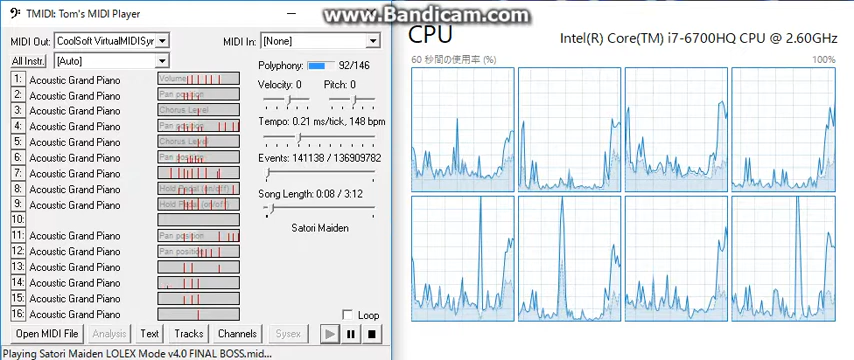 TMIDI: Tom's MIDI Player
www.Bandicam.com
MIDI Out: CoolSoft VirtualMIDISyn
MIDI In: [None]
All Instr.
[Auto]
Polyphony: 92/146
Velocity: 0 Pitch: 0
Tempo: 0.21 ms/tick, 148 bpm
Events: 141138 / 136909782
Song Length: 0:08 / 3:12
Satori Maiden
1: Acoustic Grand Piano Volume
2: Acoustic Grand Piano Pan position
3: Acoustic Grand Piano Chorus Level
4: Acoustic Grand Piano Pan position
5: Acoustic Grand Piano Chorus Level
6: Acoustic Grand Piano Pan position
7: Acoustic Grand Piano
8: Acoustic Grand Piano Hold Pedal (on/off)
9: Acoustic Grand Piano Hold Pedal (on/off)
10:
11: Acoustic Grand Piano Pan position
12: Acoustic Grand Piano Pan position
13: Acoustic Grand Piano
14: Acoustic Grand Piano
15: Acoustic Grand Piano
16: Acoustic Grand Piano
Loop
Open MIDI File Analysis Text Tracks Channels Sysex
Playing Satori Maiden LOLEX Mode v4.0 FINAL BOSS.mid...
CPU
Intel(R) Core(TM) i7-6700HQ CPU @ 2.60GHz
60 秒間の使用率 (%)
100%